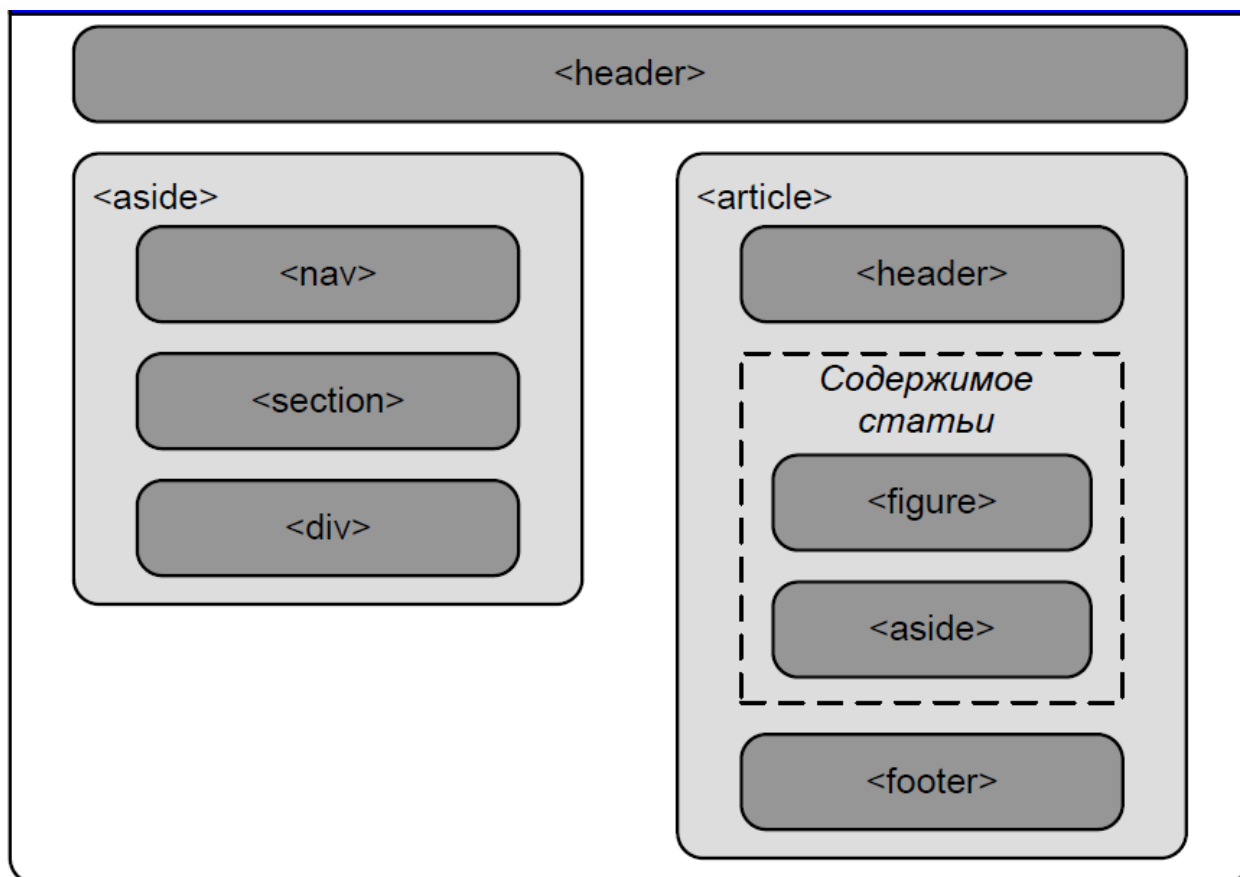 <header>
<aside>
<nav>
<section>
<div>
<article>
<header>
Содержимое
статьи
<figure>
<aside>
<footer>